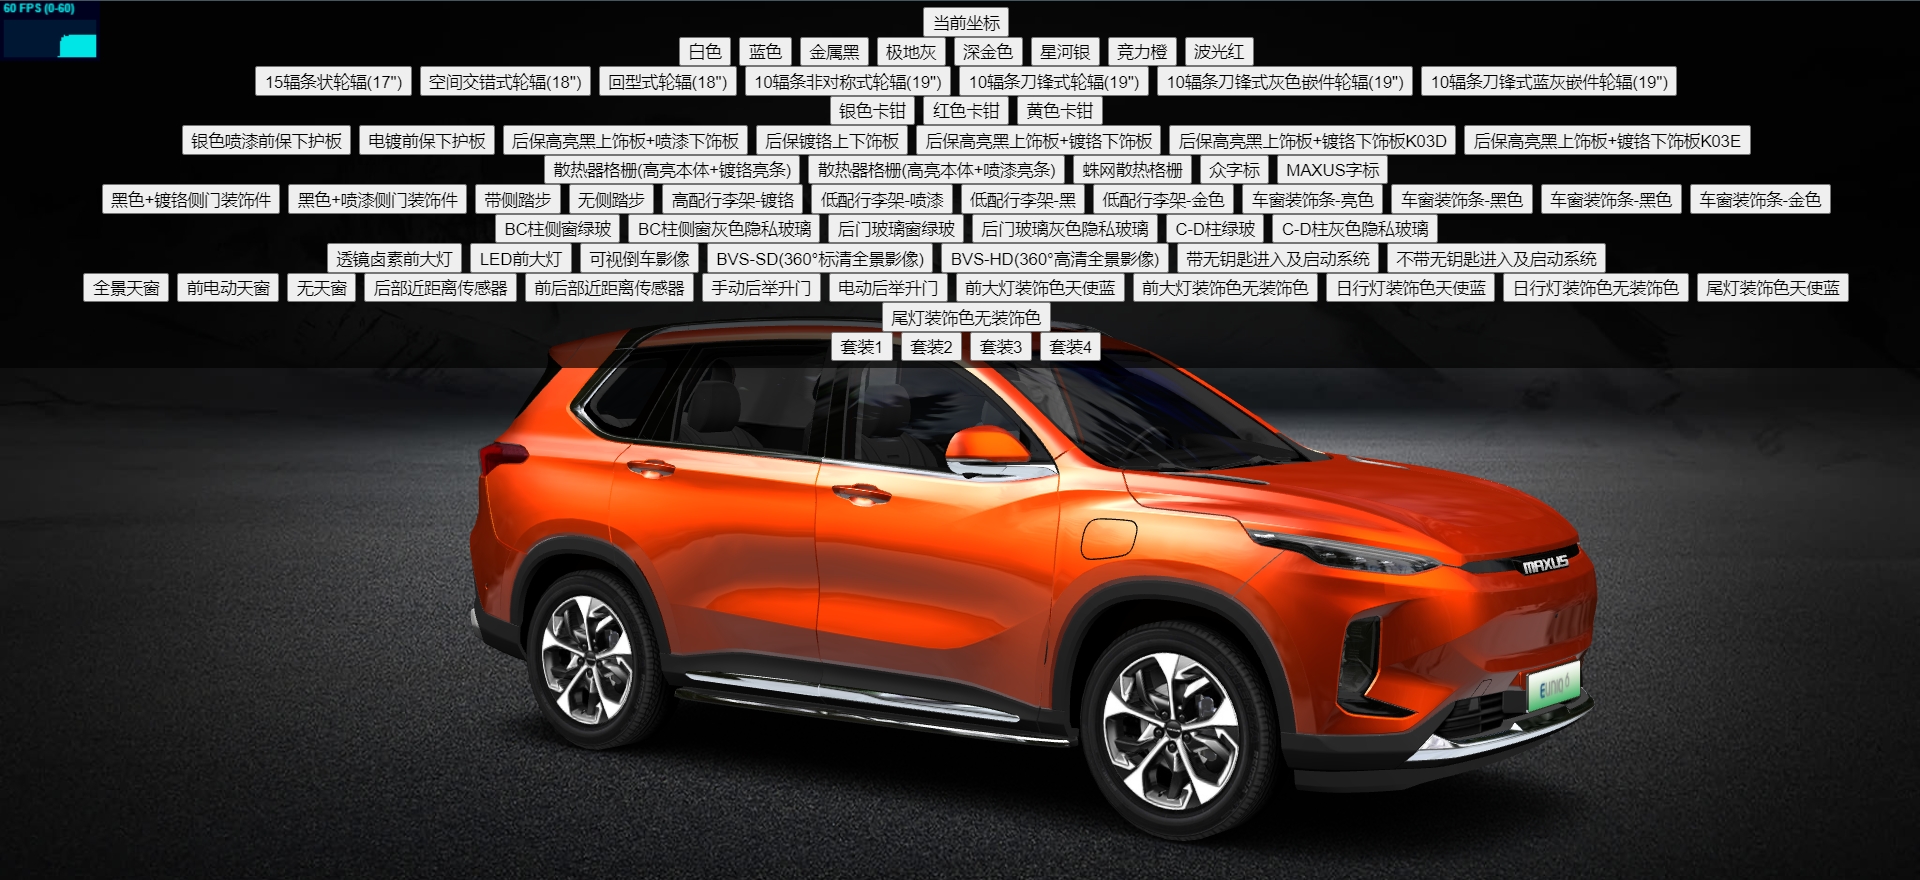 60 FPS (0-60)
当前坐标
白色 蓝色 金属黑 极地灰 深金色 星河银 竞力橙 波光红
15辐条状轮辐(17") 空间交错式轮辐(18") 回型式轮辐(18") 10辐条非对称式轮辐(19") 10辐条刀锋式轮辐(19") 10辐条刀锋式灰色嵌件轮辐(19") 10辐条刀锋式蓝灰嵌件轮辐(19")
银色卡钳 红色卡钳 黄色卡钳
银色喷漆前保下护板 电镀前保下护板 后保高亮黑上饰板+喷漆下饰板 后保镀铬上下饰板 后保高亮黑上饰板+镀铬下饰板 后保高亮黑上饰板+镀铬下饰板K03D 后保高亮黑上饰板+镀铬下饰板K03E
散热器格栅(高亮本体+镀铬亮条) 散热器格栅(高亮本体+喷漆亮条) 蛛网散热格栅 众字标 MAXUS字标
黑色+镀铬侧门装饰件 黑色+喷漆侧门装饰件 带侧踏步 无侧踏步 高配行李架-镀铬 低配行李架-喷漆 低配行李架-黑 低配行李架-金色 车窗装饰条-亮色 车窗装饰条-黑色 车窗装饰条-黑色 车窗装饰条-金色
BC柱侧窗绿玻 BC柱侧窗灰色隐私玻璃 后门玻璃窗绿玻 后门玻璃灰色隐私玻璃 C-D柱绿玻 C-D柱灰色隐私玻璃
透镜卤素前大灯 LED前大灯 可视倒车影像 BVS-SD(360°标清全景影像) BVS-HD(360°高清全景影像) 带无钥匙进入及启动系统 不带无钥匙进入及启动系统
全景天窗 前电动天窗 无天窗 后部近距离传感器 前后部近距离传感器 手动后举升门 电动后举升门 前大灯装饰色天使蓝 前大灯装饰色无装饰色 日行灯装饰色天使蓝 日行灯装饰色无装饰色 尾灯装饰色天使蓝
尾灯装饰色无装饰色
套装1 套装2 套装3 套装4
MAXUS
EUNIQ 6